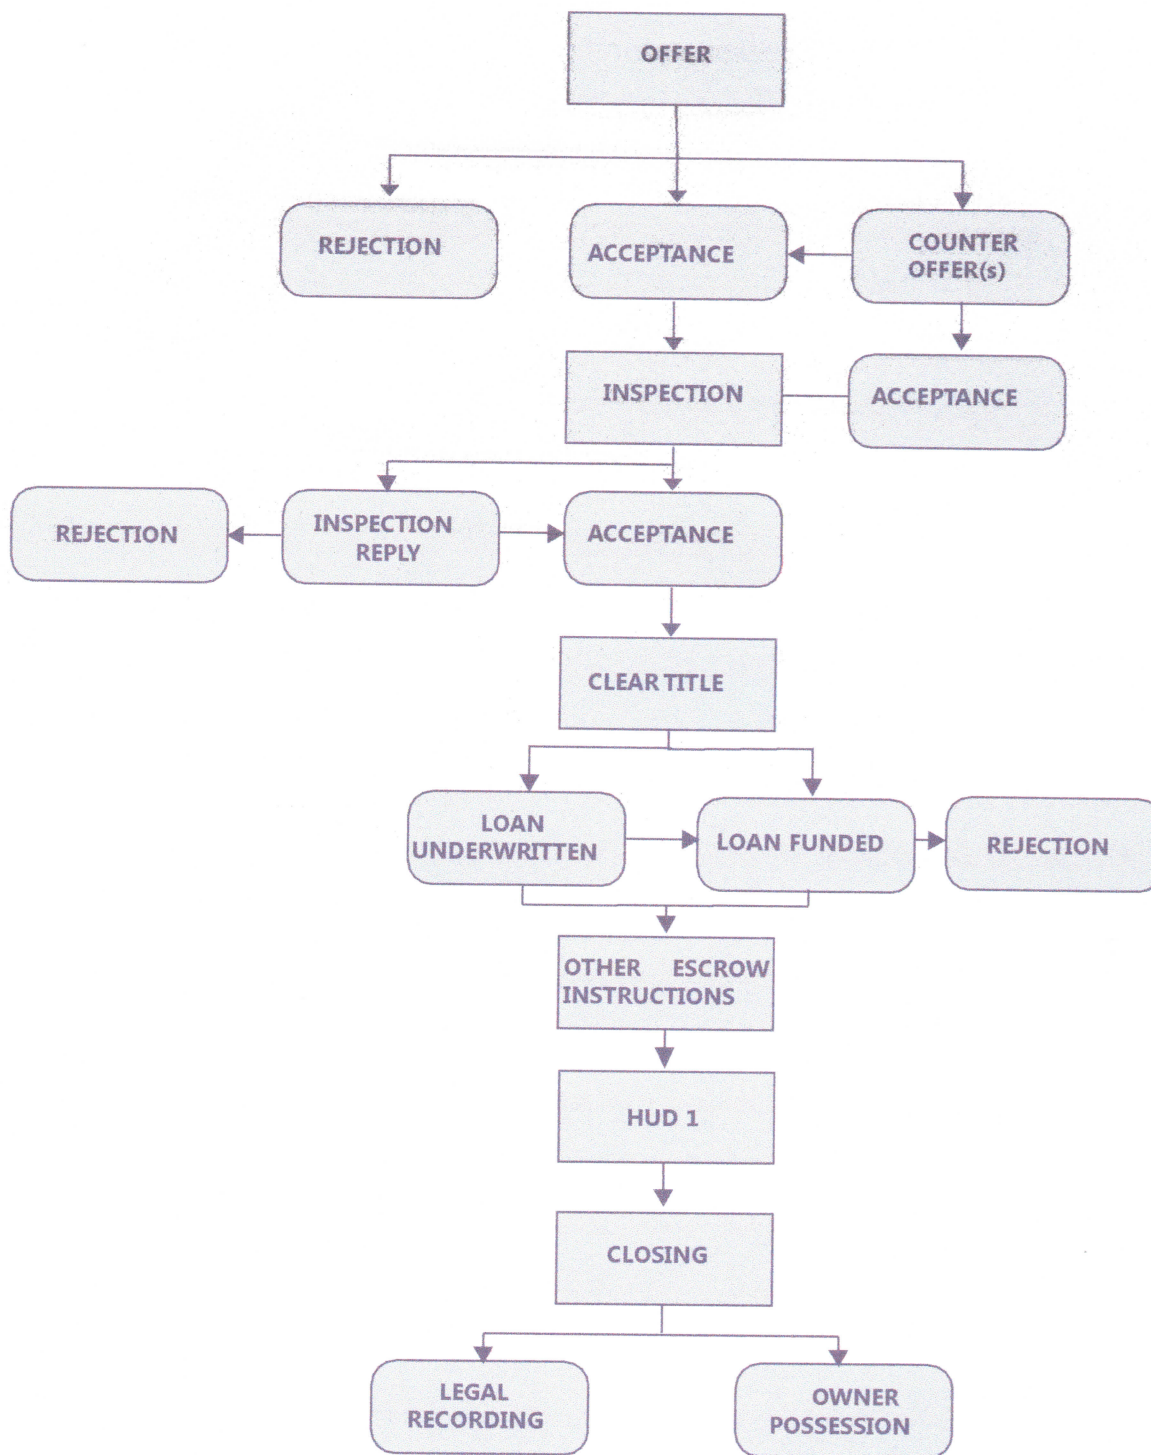 OFFER
REJECTION
ACCEPTANCE
COUNTER
OFFER(s)
INSPECTION
ACCEPTANCE
REJECTION
INSPECTION
REPLY
ACCEPTANCE
CLEAR TITLE
LOAN
UNDERWRITTEN
LOAN FUNDED
REJECTION
OTHER ESCROW
INSTRUCTIONS
HUD 1
CLOSING
LEGAL
RECORDING
OWNER
POSSESSION